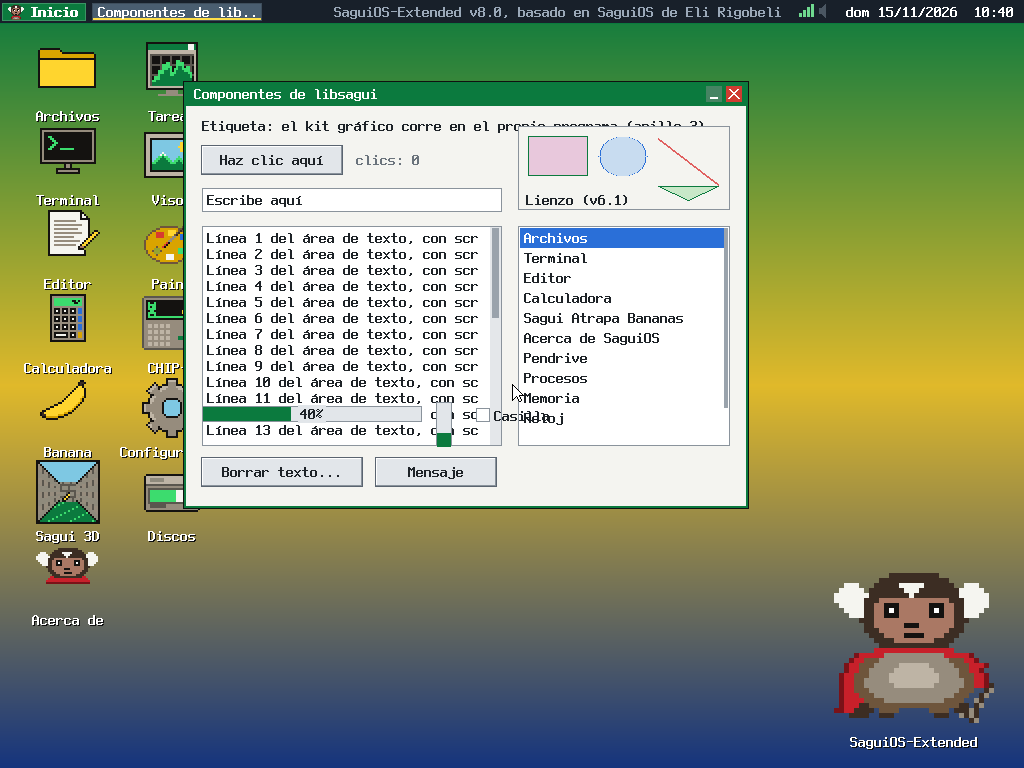 Inicio
Componentes de lib..
SaguiOS-Extended v8.0, basado en SaguiOS de Eli Rigobeli
dom 15/11/2026
10:40
Archivos
Terminal
Editor
Calculadora
Banana
Sagui 3D
Acerca de
Discos
Componentes de libsagui
Etiqueta: el kit gráfico corre en el propio programa (anillo 3)
Haz clic aquí
clics: 0
Escribe aquí
Lienzo (v6.1)
Línea 1 del área de texto, con scr
Línea 2 del área de texto, con scr
Línea 3 del área de texto, con scr
Línea 4 del área de texto, con scr
Línea 5 del área de texto, con scr
Línea 6 del área de texto, con scr
Línea 7 del área de texto, con scr
Línea 8 del área de texto, con scr
Línea 9 del área de texto, con scr
Línea 10 del área de texto, con sc
Línea 11 del área de texto, con sc
40%
Línea 13 del área de texto, con sc
Casilla
Archivos
Terminal
Editor
Calculadora
Sagui Atrapa Bananas
Acerca de SaguiOS
Pendrive
Procesos
Memoria
Reloj
Borrar texto...
Mensaje
SaguiOS-Extended